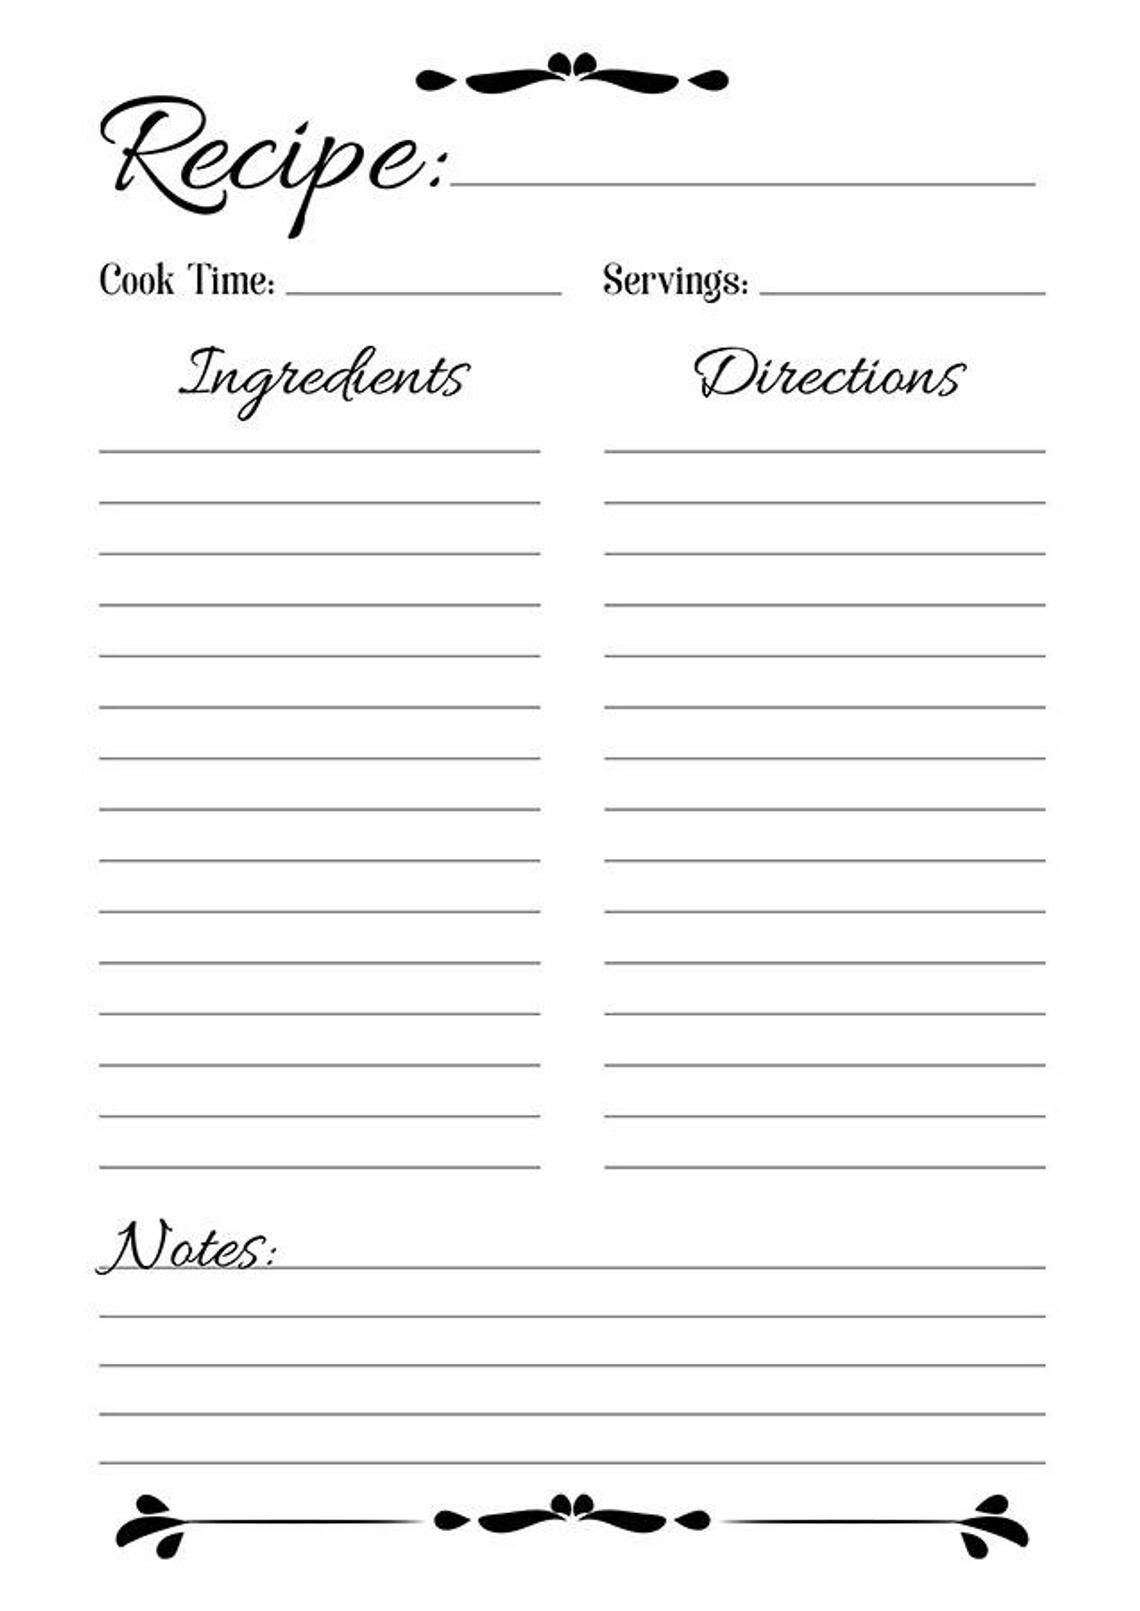 Recipe:
Cook Time:
Servings:
Ingredients
Directions
Notes: